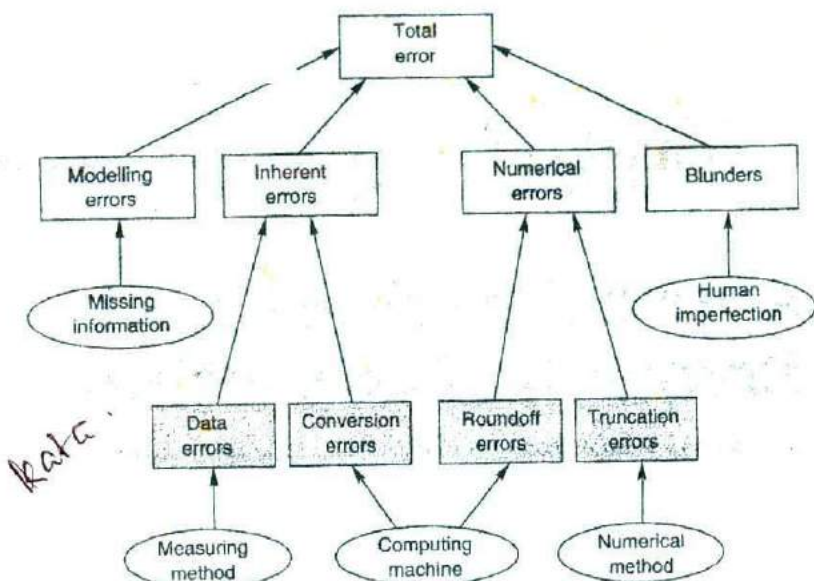 Total
error
Modelling
errors
Inherent
errors
Numerical
errors
Blunders
Missing
information
Human
imperfection
Data
errors
Conversion
errors
Roundoff
errors
Truncation
errors
Measuring
method
Computing
machine
Numerical
method